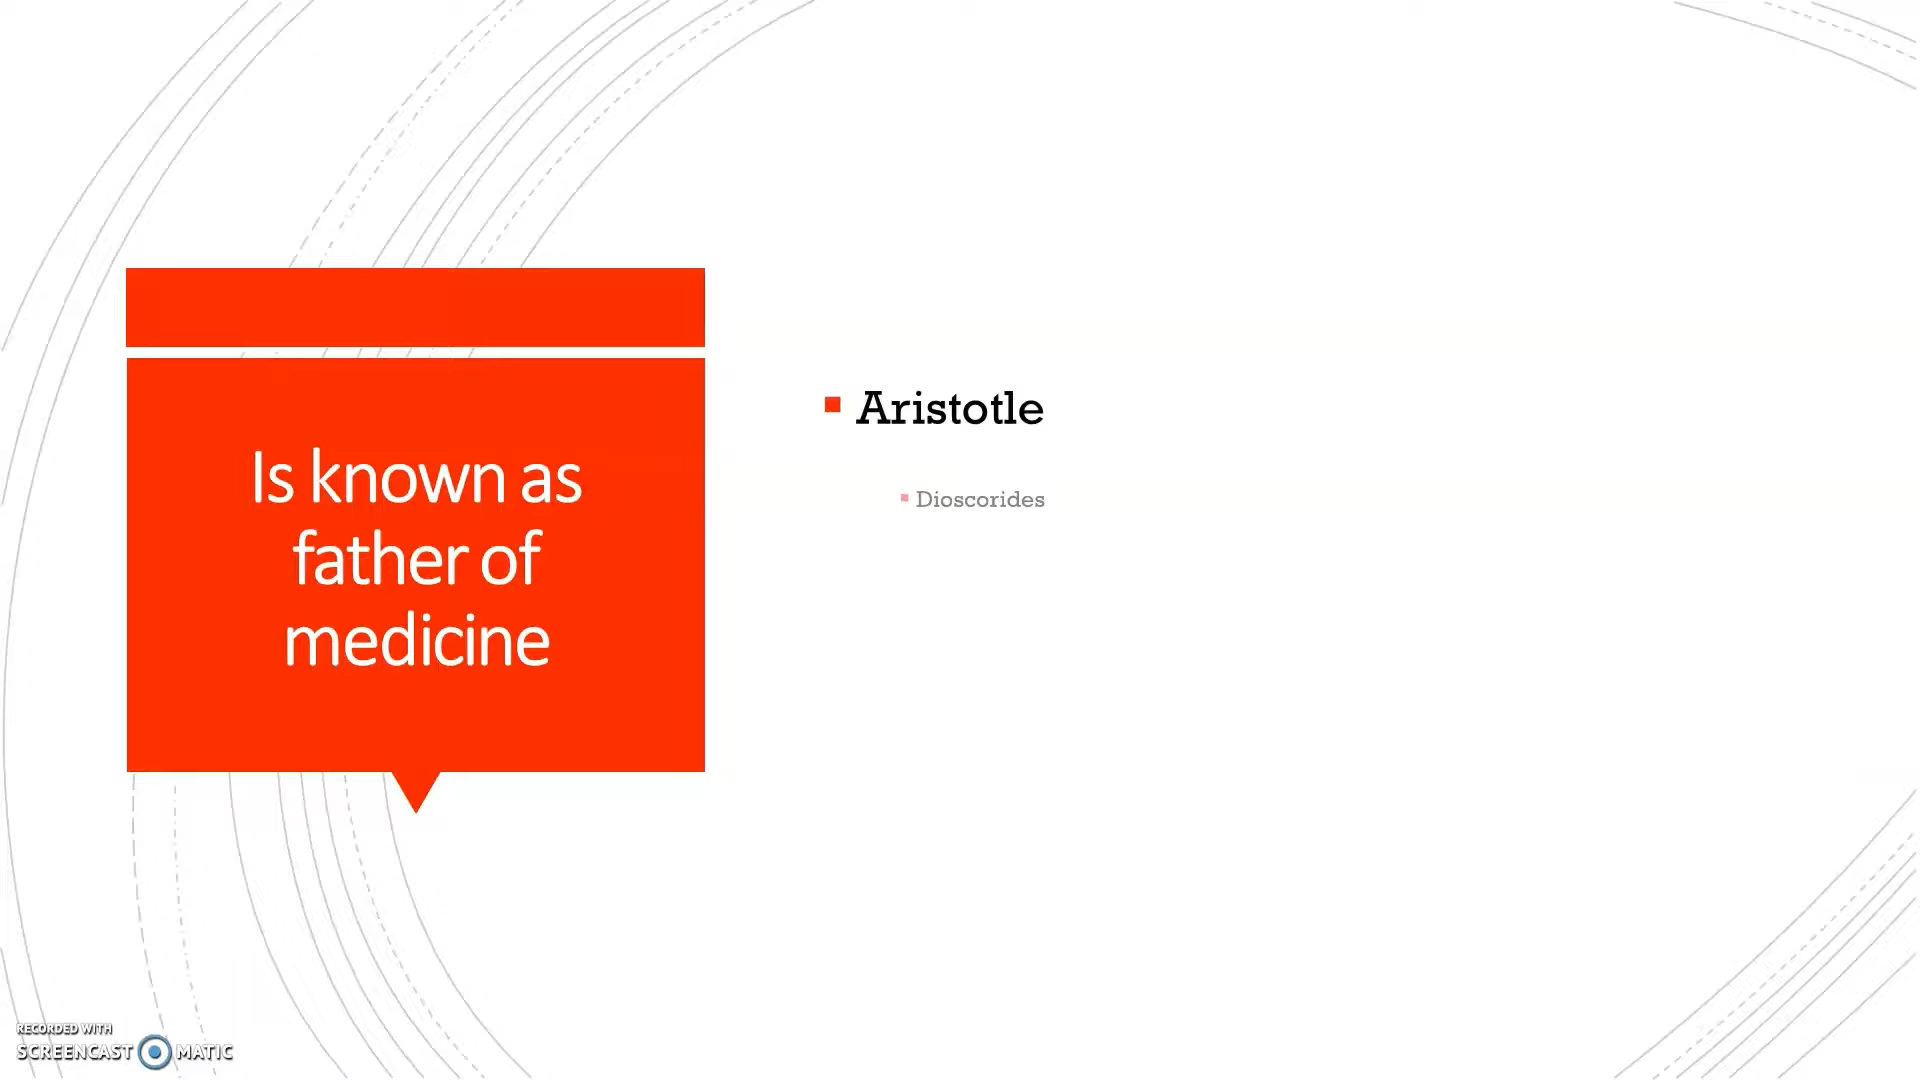 Is known as
father of
medicine
Aristotle
Dioscorides
RECORDED WITH
SCREENCAST MATIC